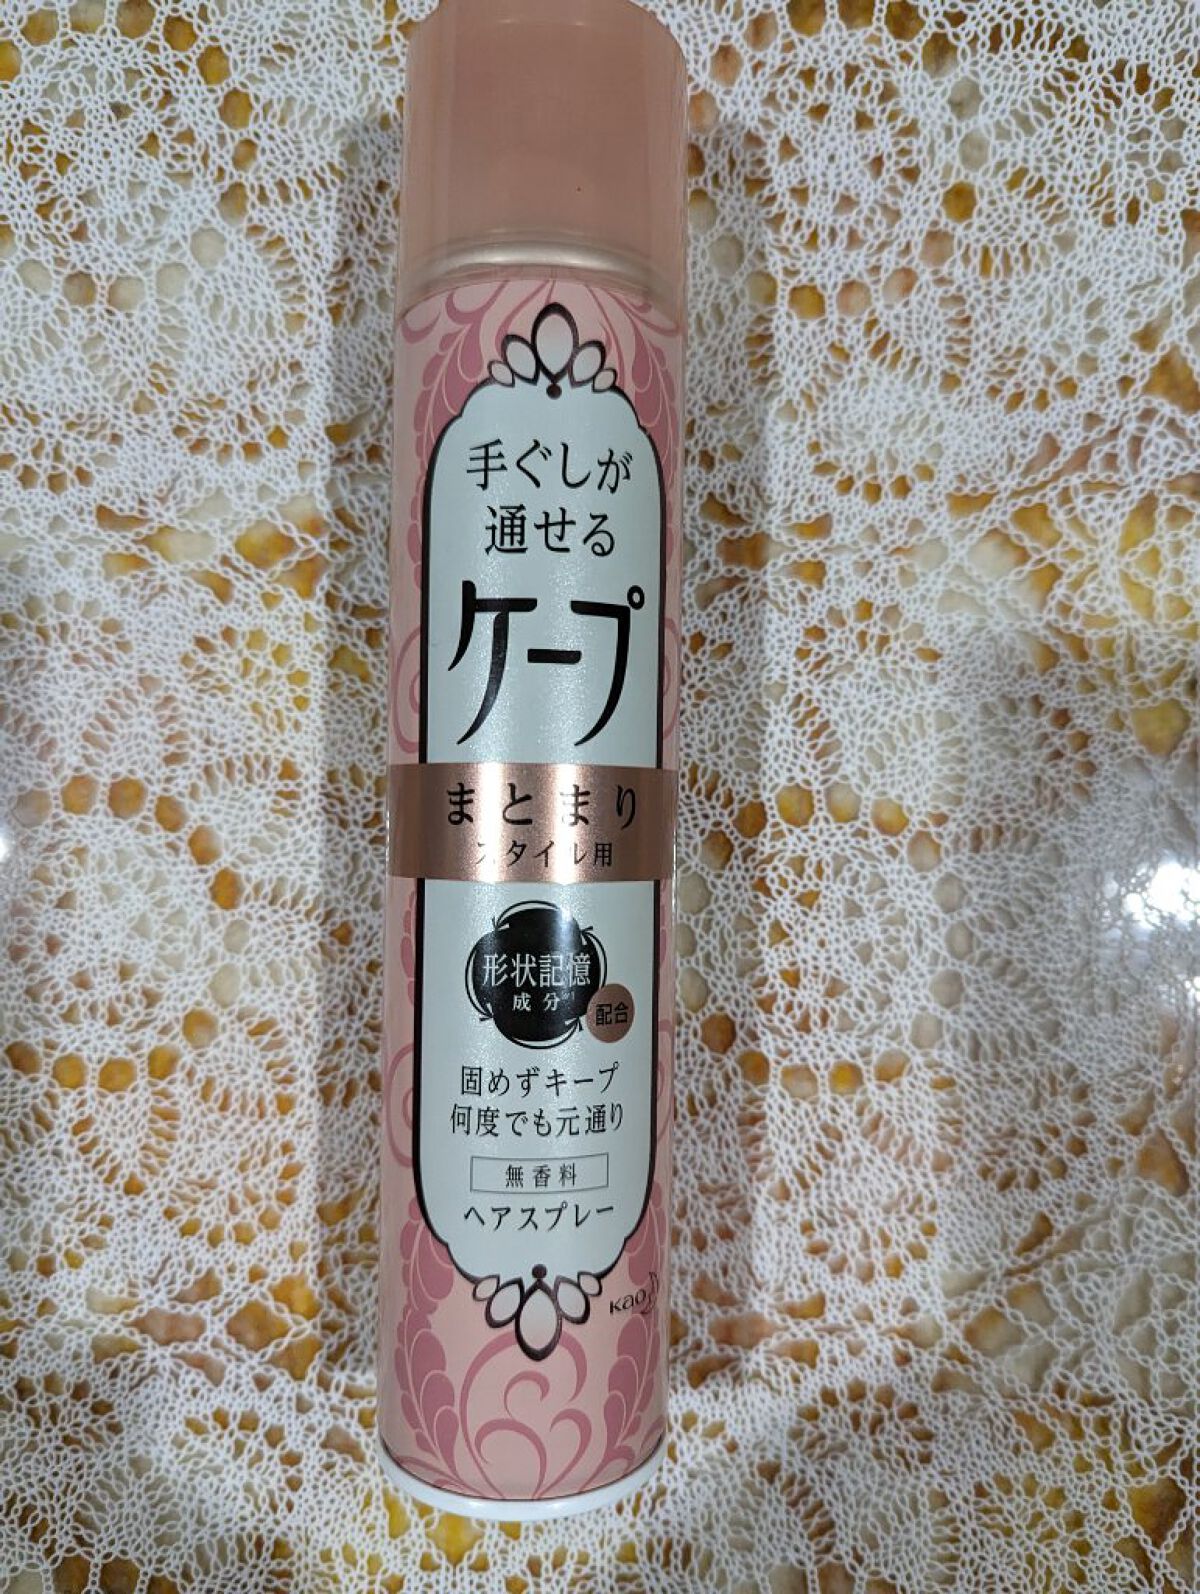 手ぐしが
通せる
ケープ
まとまり
スタイル用
形状記憶
成分※1
配合
固めずキープ
何度でも元通り
無香料
ヘアスプレー
Kao